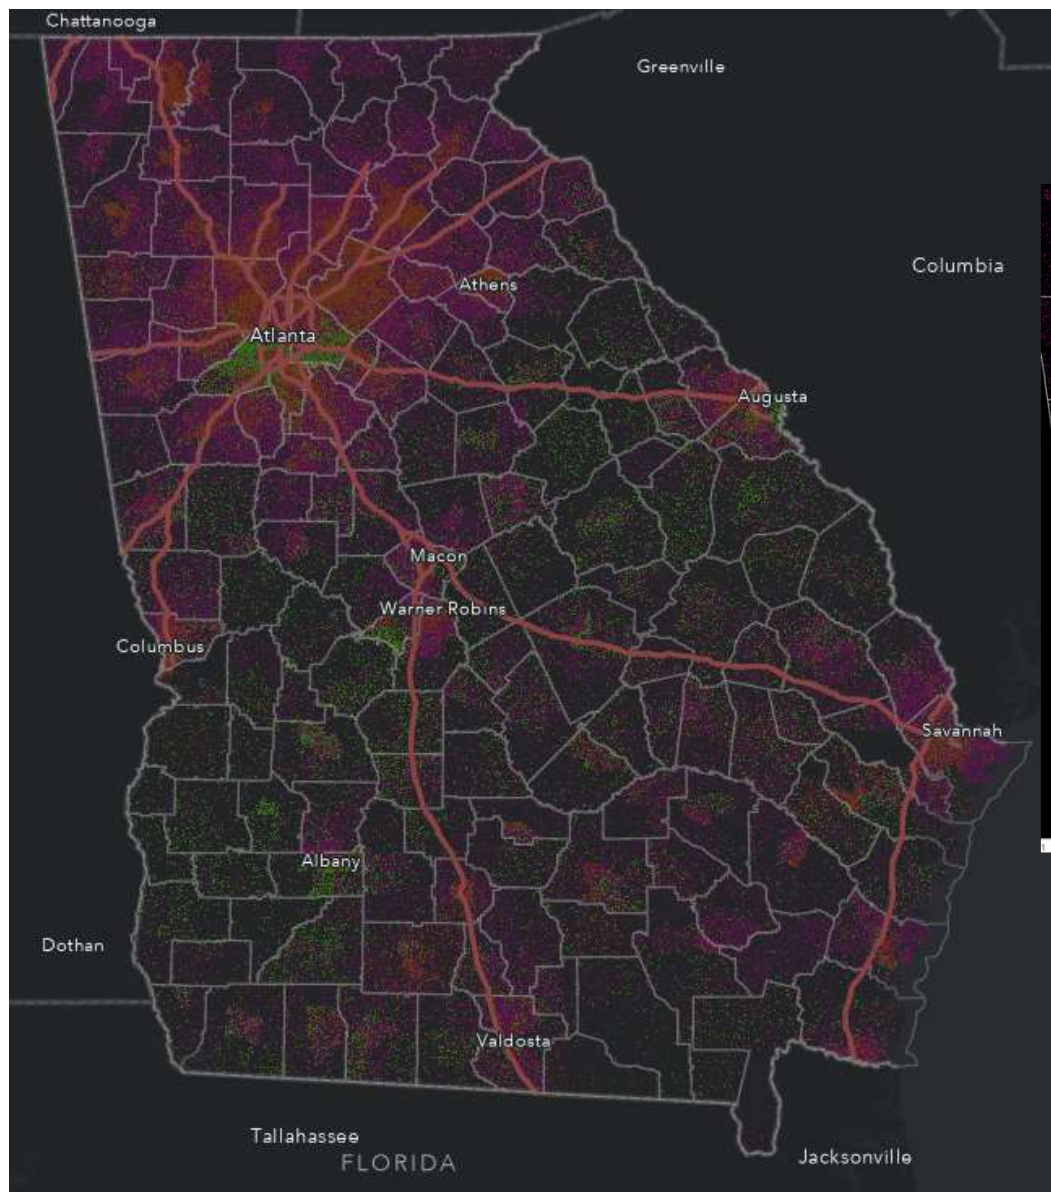 Chattanooga
Greenville
Columbia
Athens
Atlanta
Augusta
Macon
Warner Robins
Columbus
Savannah
Albany
Dothan
Valdosta
Tallahassee
FLORIDA
Jacksonville